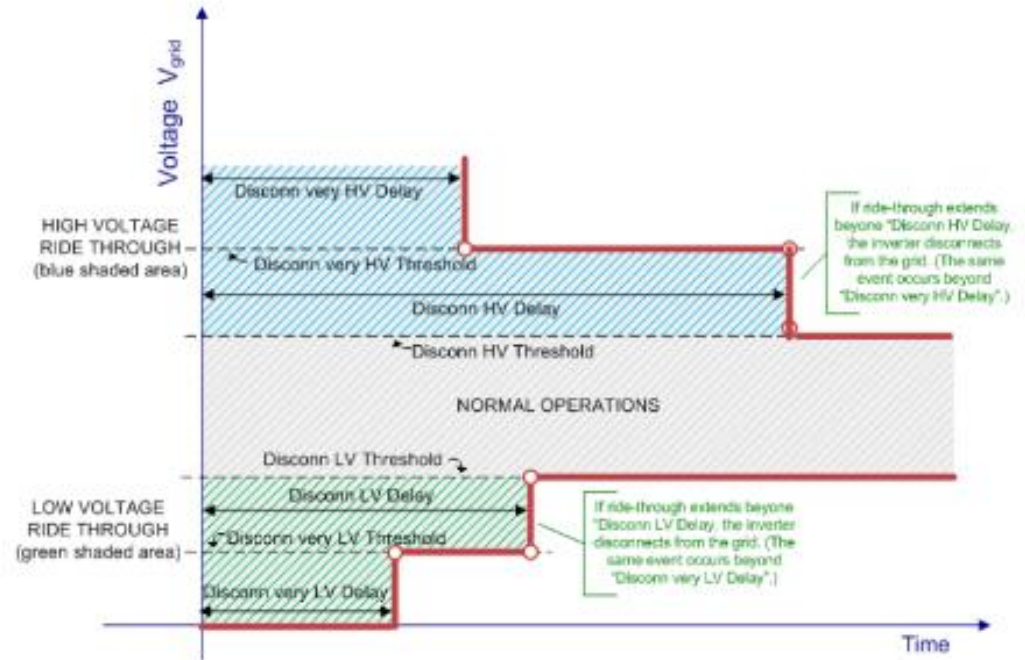 Voltage Vgrid
Disconn very HV Delay
HIGH VOLTAGE
RIDE THROUGH
(blue shaded area)
Disconn very HV Threshold
Disconn HV Delay
If ride-through extends
beyone "Disconn HV Delay,
the inverter disconnects
from the grid. (The same
event occurs beyond
"Disconn very HV Delay".)
Disconn HV Threshold
NORMAL OPERATIONS
Disconn LV Threshold
LOW VOLTAGE
RIDE THROUGH
(green shaded area)
Disconn LV Delay
Disconn very LV Threshold
Disconn very LV Delay
If ride-through extends beyone
"Disconn LV Delay, the inverter
disconnects from the grid. (The
same event occurs beyond
"Disconn very LV Delay".)
Time